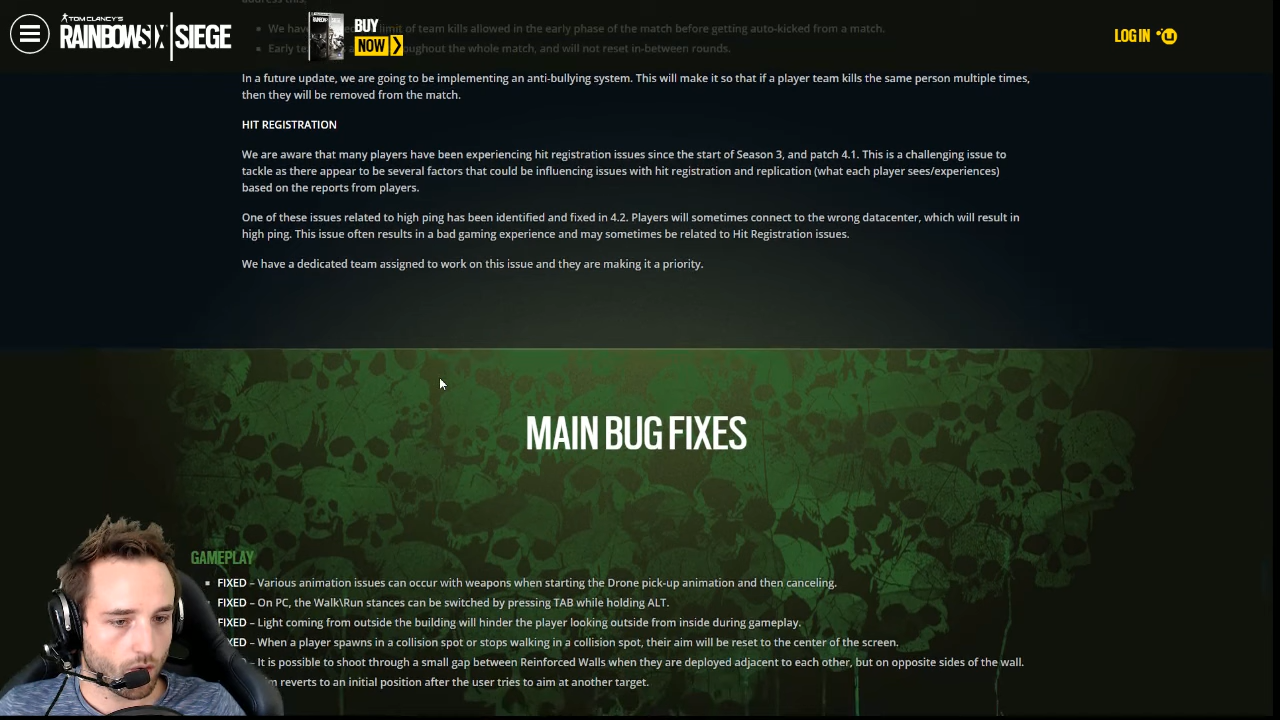 address this,
TOM CLANCY'S
RAINBOWSIX | SIEGE
BUY
NOW
LOG IN
We have limit of team kills allowed in the early phase of the match before getting auto-kicked from a match.
Early throughout the whole match, and will not reset in-between rounds.
In a future update, we are going to be implementing an anti-bullying system. This will make it so that if a player team kills the same person multiple times,
then they will be removed from the match.
HIT REGISTRATION
We are aware that many players have been experiencing hit registration issues since the start of Season 3, and patch 4.1. This is a challenging issue to
tackle as there appear to be several factors that could be influencing issues with hit registration and replication (what each player sees/experiences)
based on the reports from players.
One of these issues related to high ping has been identified and fixed in 4.2. Players will sometimes connect to the wrong datacenter, which will result in
high ping. This issue often results in a bad gaming experience and may sometimes be related to Hit Registration issues.
We have a dedicated team assigned to work on this issue and they are making it a priority.
MAIN BUG FIXES
GAMEPLAY
FIXED – Various animation issues can occur with weapons when starting the Drone pick-up animation and then canceling.
FIXED – On PC, the Walk\Run stances can be switched by pressing TAB while holding ALT.
FIXED – Light coming from outside the building will hinder the player looking outside from inside during gameplay.
XED – When a player spawns in a collision spot or stops walking in a collision spot, their aim will be reset to the center of the screen.
– It is possible to shoot through a small gap between Reinforced Walls when they are deployed adjacent to each other, but on opposite sides of the wall.
reverts to an initial position after the user tries to aim at another target.